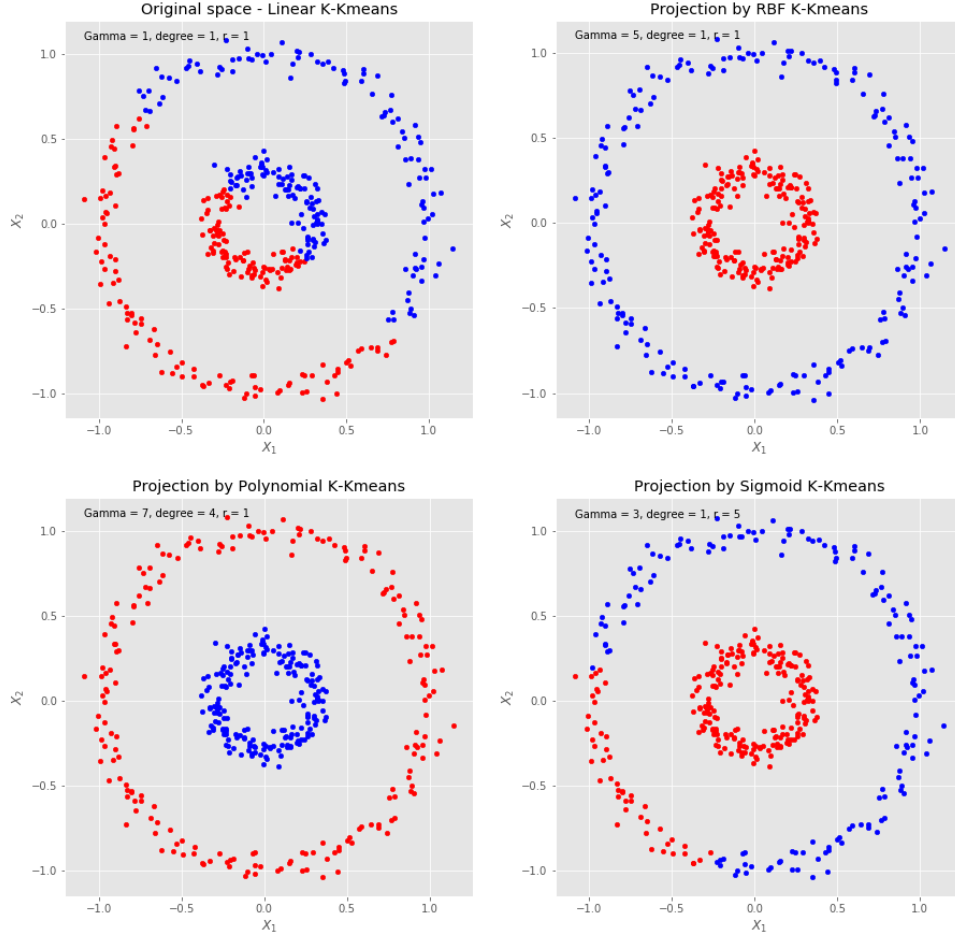 Original space - Linear K-Kmeans
Gamma = 1, degree = 1, r = 1
1.0
0.5
0.0
−0.5
−1.0
X₂
−1.0 −0.5 0.0 0.5 1.0
X₁
Projection by RBF K-Kmeans
Gamma = 5, degree = 1, r = 1
1.0
0.5
0.0
−0.5
−1.0
X₂
−1.0 −0.5 0.0 0.5 1.0
X₁
Projection by Polynomial K-Kmeans
Gamma = 7, degree = 4, r = 1
1.0
0.5
0.0
−0.5
−1.0
X₂
−1.0 −0.5 0.0 0.5 1.0
X₁
Projection by Sigmoid K-Kmeans
Gamma = 3, degree = 1, r = 5
1.0
0.5
0.0
−0.5
−1.0
X₂
−1.0 −0.5 0.0 0.5 1.0
X₁